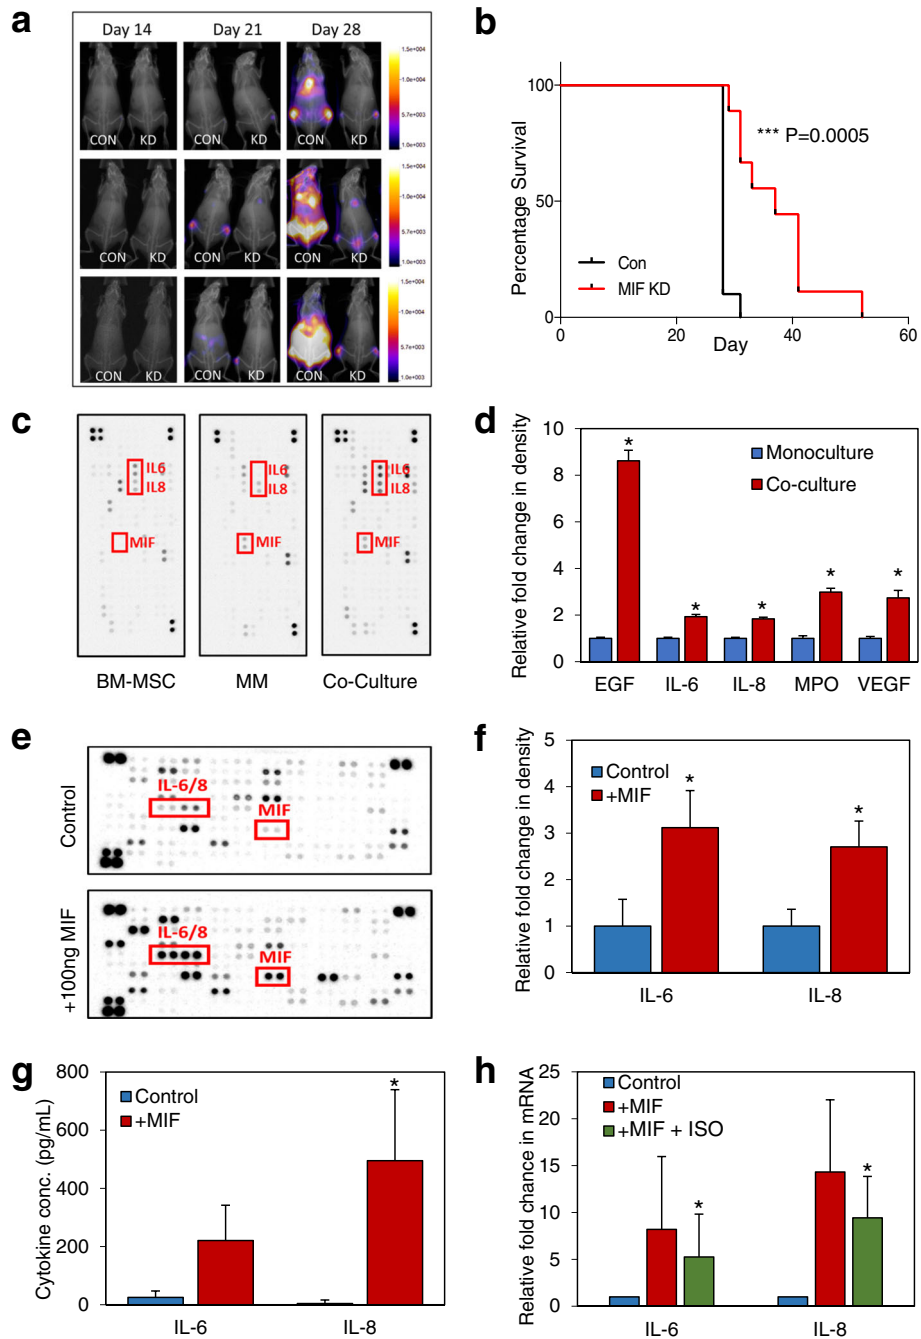 a
Day 14 Day 21 Day 28
CON KD CON KD CON KD
1.5e+004
1.0e+004
5.7e+003
1.0e+003
CON KD CON KD CON KD
1.5e+004
1.0e+004
5.7e+003
1.0e+003
CON KD CON KD CON KD
1.5e+004
1.0e+004
5.7e+003
1.0e+003
b
Percentage Survival
100
50
0
*** P=0.0005
Con
MIF KD
0 20 40 60
Day
c
IL6
IL8
MIF
IL6
IL8
MIF
IL6
IL8
MIF
BM-MSC MM Co-Culture
d
Relative fold change in density
10
8
6
4
2
0
Monoculture
Co-culture
* * * * *
EGF IL-6 IL-8 MPO VEGF
e
Control
IL-6/8
MIF
+100ng MIF
IL-6/8
MIF
f
Relative fold change in density
5
4
3
2
1
0
Control
+MIF
* *
IL-6 IL-8
g
Cytokine conc. (pg/mL)
800
600
400
200
0
Control
+MIF
*
IL-6 IL-8
h
Relative fold chance in mRNA
25
20
15
10
5
0
Control
+MIF
+MIF + ISO
* *
IL-6 IL-8